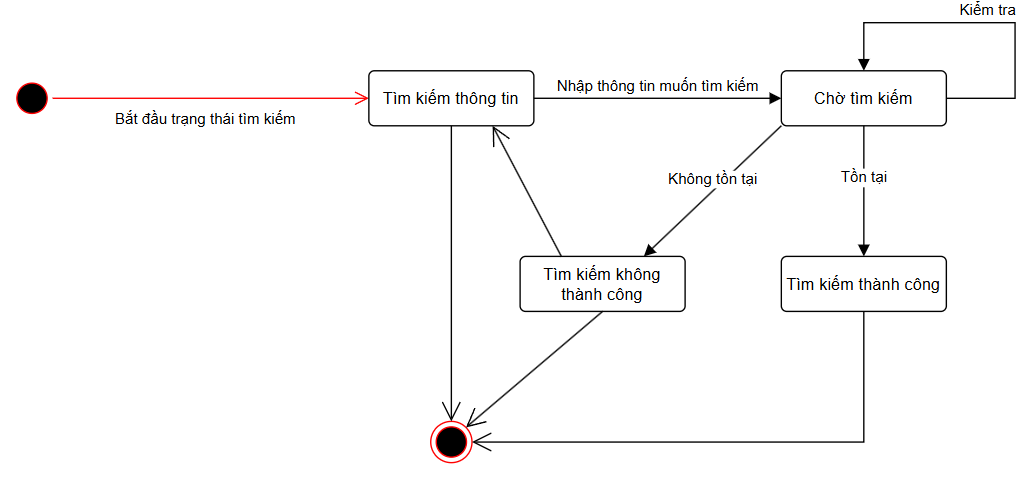 Kiểm tra
Tìm kiếm thông tin
Nhập thông tin muốn tìm kiếm
Chờ tìm kiếm
Bắt đầu trạng thái tìm kiếm
Không tồn tại
Tồn tại
Tìm kiếm không
thành công
Tìm kiếm thành công